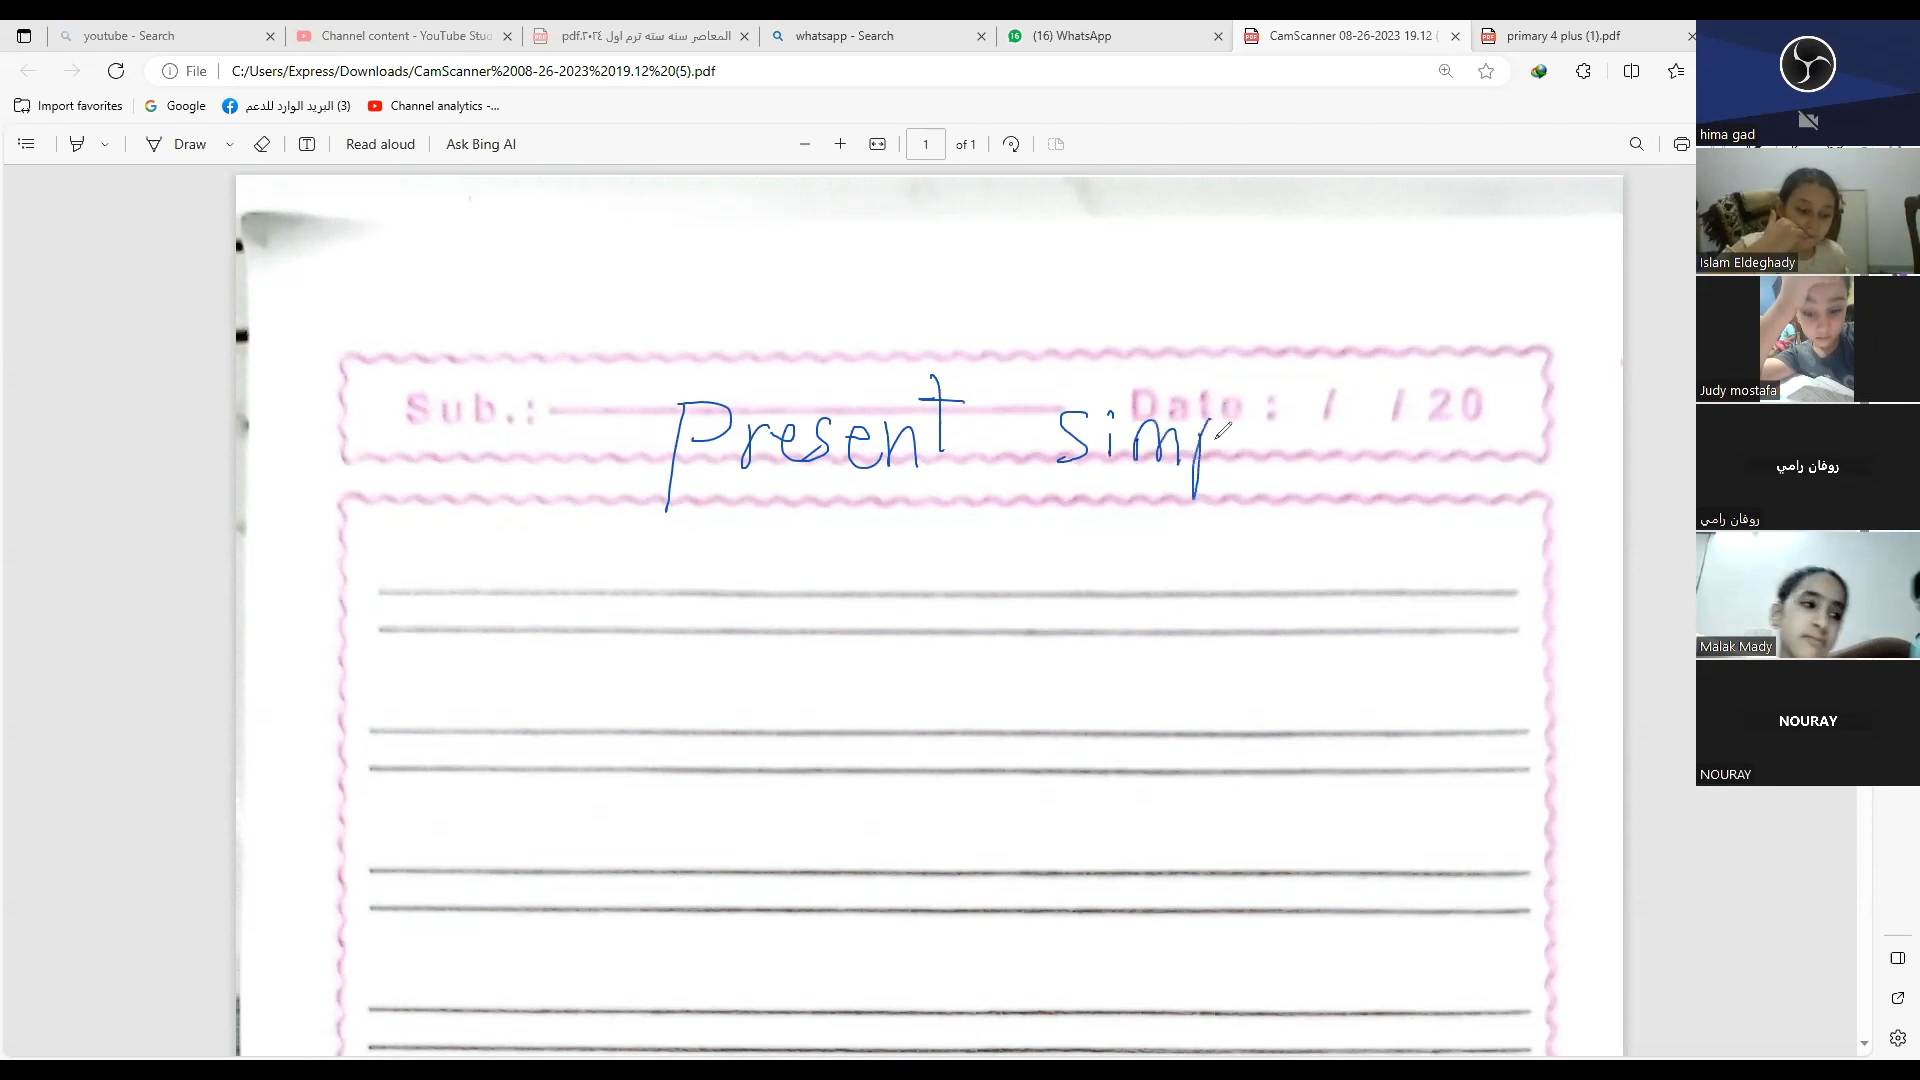 youtube - Search
Channel content - YouTube Stu
المعاصر سنه سته ترم اول ٢٠٢٤.pdf
whatsapp - Search
(16) WhatsApp
CamScanner 08-26-2023 19.12 (
primary 4 plus (1).pdf
File
C:/Users/Express/Downloads/CamScanner%2008-26-2023%2019.12%20(5).pdf
Import favorites
Google
(3) البريد الوارد للدعم
Channel analytics -...
Draw
Read aloud
Ask Bing AI
1 of 1
Sub.: Date: / / 20
Present simp
hima gad
Islam Eldeghady
Judy mostafa
روفان رامي
روفان رامي
Malak Mady
NOURAY
NOURAY